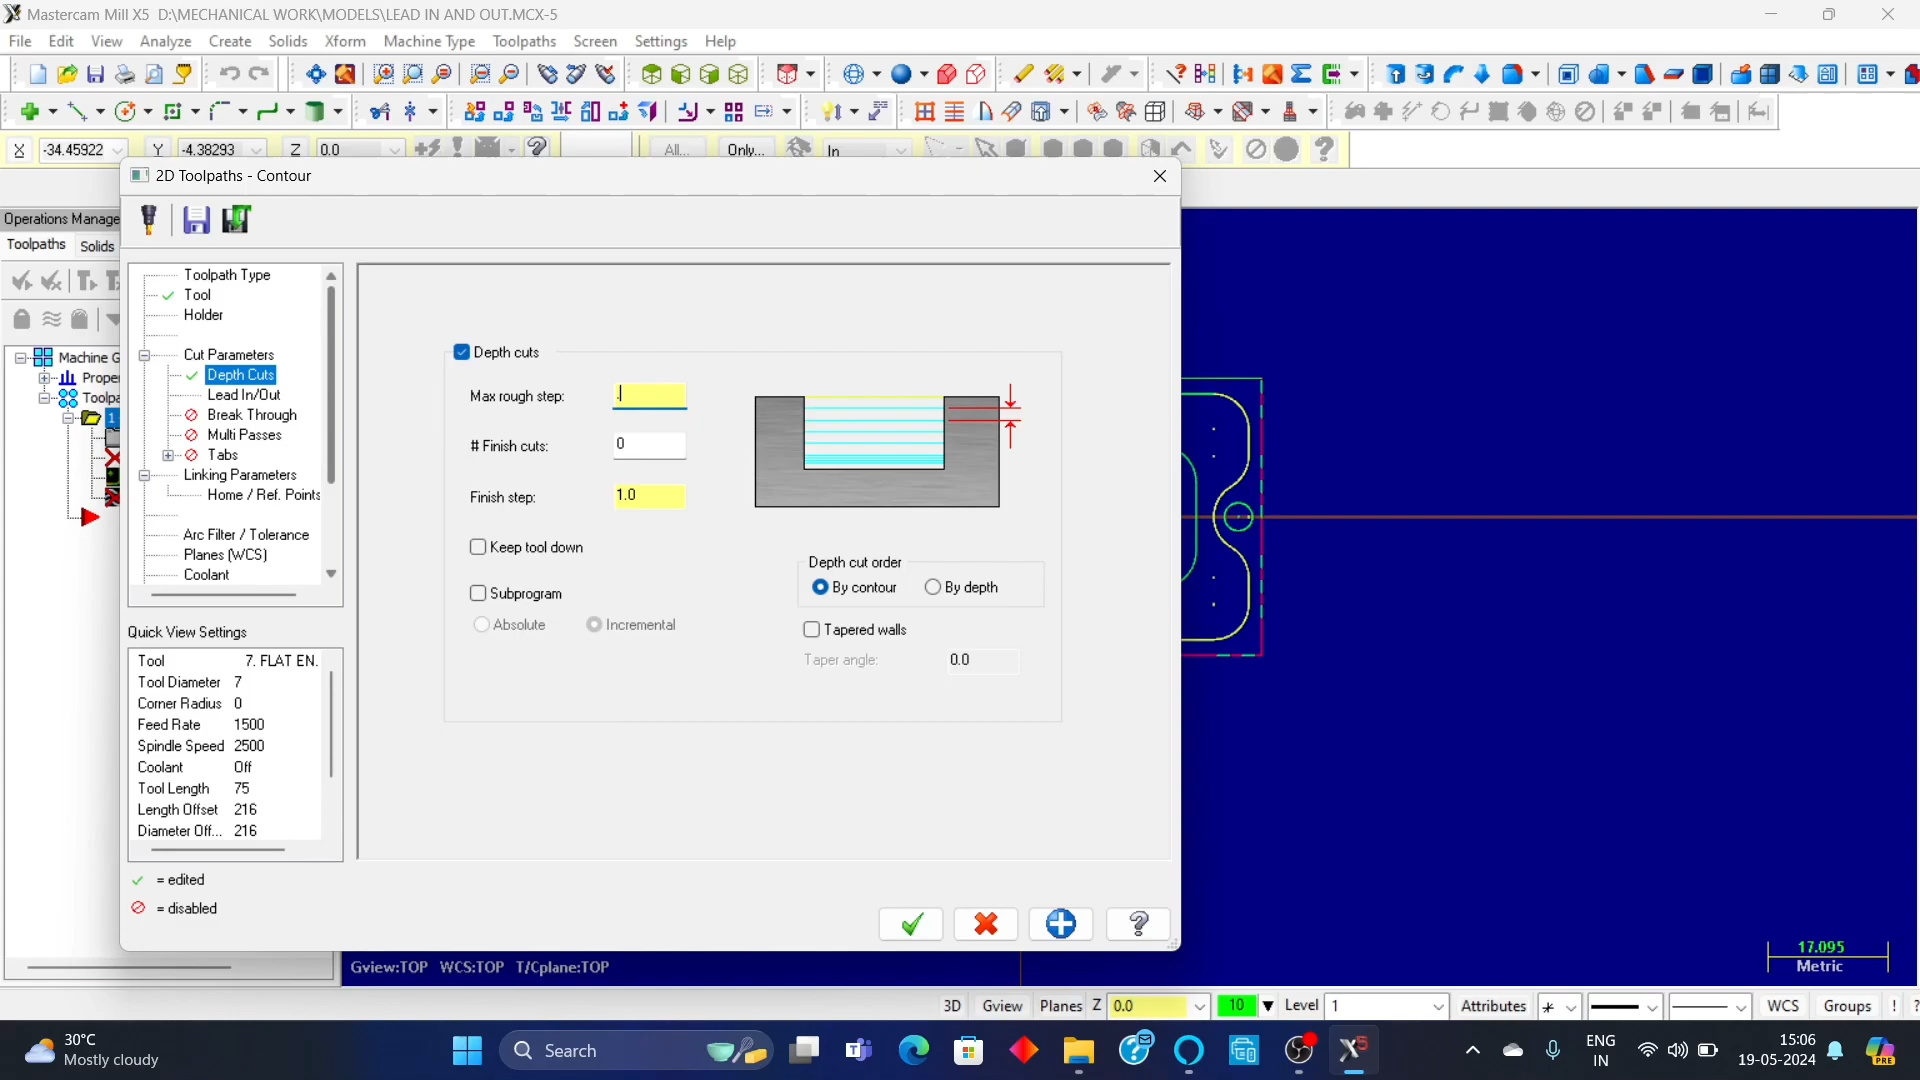 Mastercam Mill X5 D:\MECHANICAL WORK\MODELS\LEAD IN AND OUT.MCX-5
File Edit View Analyze Create Solids Xform Machine Type Toolpaths Screen Settings Help
X -34.45922 Y -4.38293 Z 0.0 All... Only... In
2D Toolpaths - Contour
Operations Manage
Toolpaths Solids
Machine G
Prope
Toolpa
1
Toolpath Type
Tool
Holder
Cut Parameters
Depth Cuts
Lead In/Out
Break Through
Multi Passes
Tabs
Linking Parameters
Home / Ref. Points
Arc Filter / Tolerance
Planes (WCS)
Coolant
Quick View Settings
Tool 7. FLAT EN.
Tool Diameter 7
Corner Radius 0
Feed Rate 1500
Spindle Speed 2500
Coolant Off
Tool Length 75
Length Offset 216
Diameter Off... 216
= edited
= disabled
Depth cuts
Max rough step: .
# Finish cuts: 0
Finish step: 1.0
Keep tool down
Subprogram
Absolute Incremental
Depth cut order
By contour By depth
Tapered walls
Taper angle: 0.0
17.095
Metric
Gview:TOP WCS:TOP T/Cplane:TOP
3D Gview Planes Z 0.0 10 Level 1 Attributes WCS Groups ! ?
30°C
Mostly cloudy
Search
ENG
IN
15:06
19-05-2024
PRE